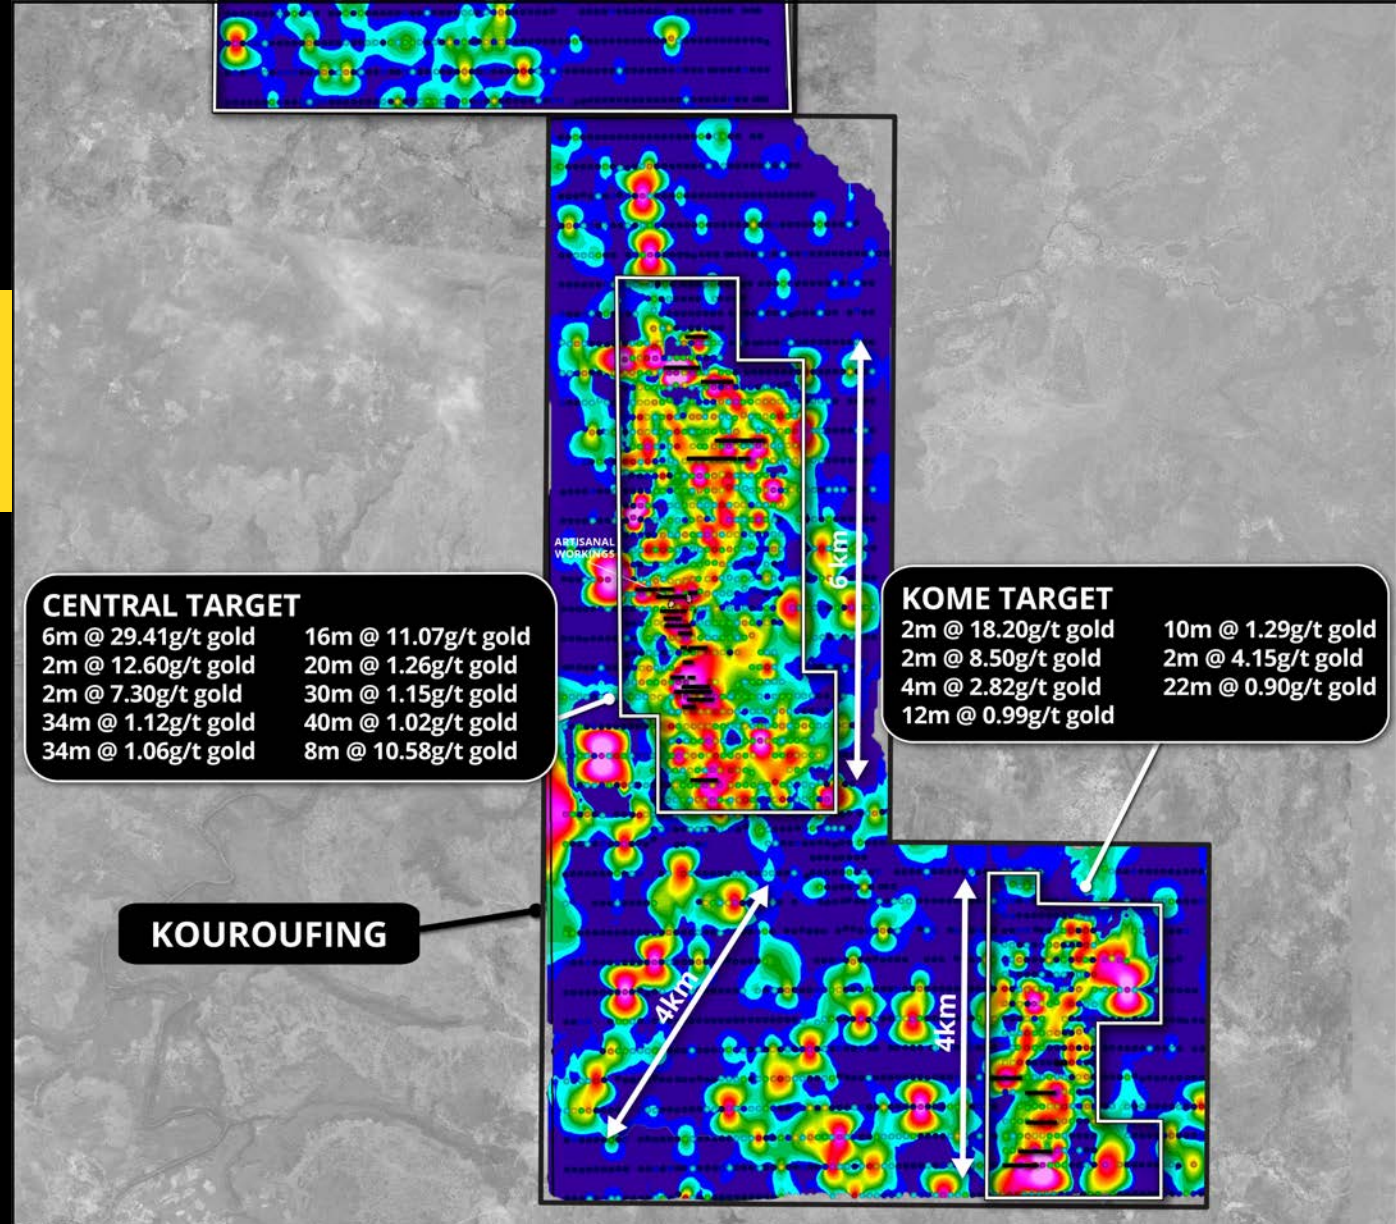 ARTISANAL
WORKINGS
6 km
CENTRAL TARGET
6m @ 29.41g/t gold
2m @ 12.60g/t gold
2m @ 7.30g/t gold
34m @ 1.12g/t gold
34m @ 1.06g/t gold
16m @ 11.07g/t gold
20m @ 1.26g/t gold
30m @ 1.15g/t gold
40m @ 1.02g/t gold
8m @ 10.58g/t gold
KOME TARGET
2m @ 18.20g/t gold
2m @ 8.50g/t gold
4m @ 2.82g/t gold
12m @ 0.99g/t gold
10m @ 1.29g/t gold
2m @ 4.15g/t gold
22m @ 0.90g/t gold
KOUROUFING
4km
4km